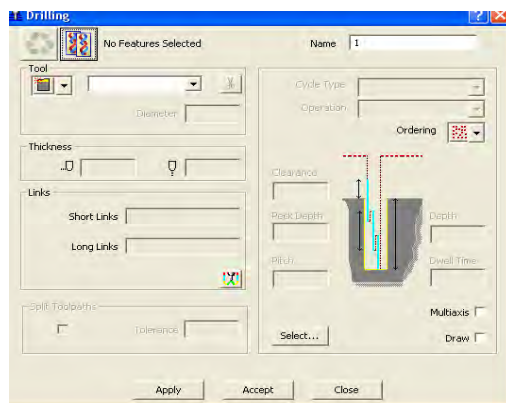 Drilling
No Features Selected
Name
1
Tool
Diameter
Cycle Type
Operation
Ordering
Thickness
Links
Short Links
Long Links
Clearance
Peck Depth
Depth
Pitch
Dwell Time
Split Toolpaths
Tolerance
Multiaxis
Select...
Draw
Apply
Accept
Close